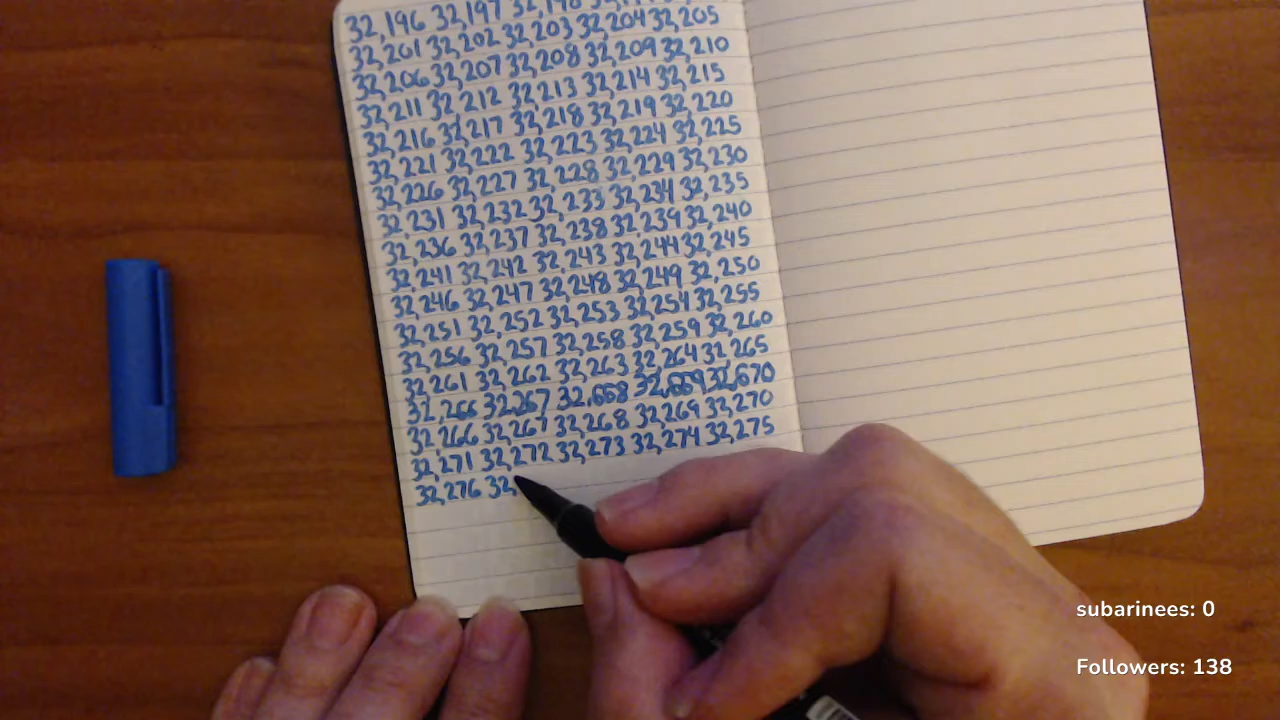 32,196 32,197 32,198
32,201 32,202 32,203 32,204 32,205
32,206 32,207 32,208 32,209 32,210
32,211 32,212 32,213 32,214 32,215
32,216 32,217 32,218 32,219 32,220
32,221 32,222 32,223 32,224 32,225
32,226 32,227 32,228 32,229 32,230
32,231 32,232 32,233 32,234 32,235
32,236 32,237 32,238 32,239 32,240
32,241 32,242 32,243 32,244 32,245
32,246 32,247 32,248 32,249 32,250
32,251 32,252 32,253 32,254 32,255
32,256 32,257 32,258 32,259 32,260
32,261 32,262 32,263 32,264 32,265
32,266 32,267 32,668 32,669 32,670
32,266 32,267 32,268 32,269 32,270
32,271 32,272 32,273 32,274 32,275
32,276 32,
subarinees: 0
Followers: 138